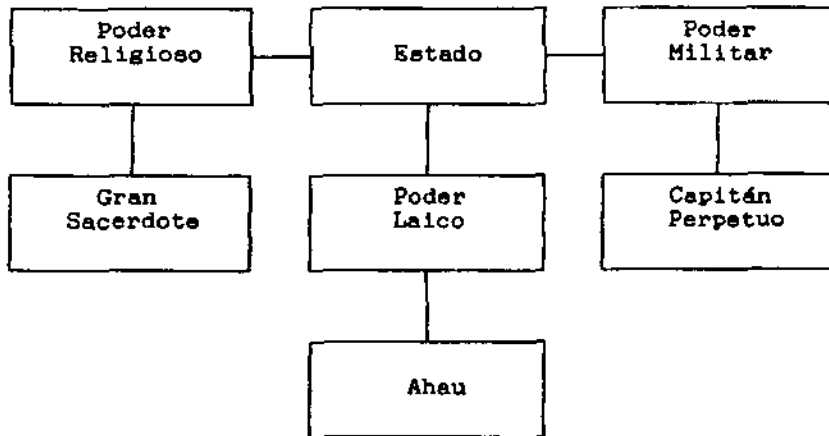 Poder
Religioso
Estado
Poder
Militar
Gran
Sacerdote
Poder
Laico
Capitán
Perpetuo
Ahau